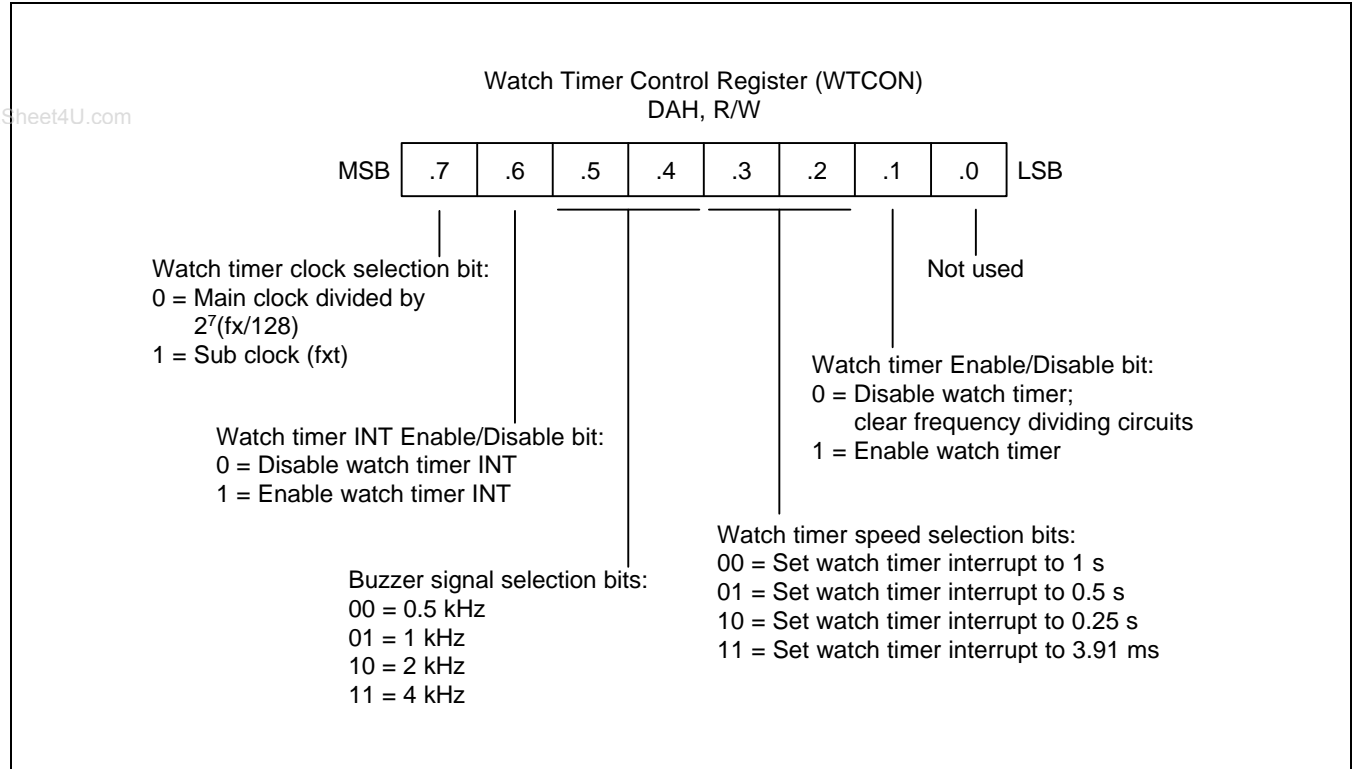 Watch Timer Control Register (WTCON)
DAH, R/W
Sheet4U.com
MSB .7 .6 .5 .4 .3 .2 .1 .0 LSB
Watch timer clock selection bit:
0 = Main clock divided by
2⁷(fx/128)
1 = Sub clock (fxt)
Not used
Watch timer Enable/Disable bit:
0 = Disable watch timer;
clear frequency dividing circuits
1 = Enable watch timer
Watch timer INT Enable/Disable bit:
0 = Disable watch timer INT
1 = Enable watch timer INT
Watch timer speed selection bits:
00 = Set watch timer interrupt to 1 s
01 = Set watch timer interrupt to 0.5 s
10 = Set watch timer interrupt to 0.25 s
11 = Set watch timer interrupt to 3.91 ms
Buzzer signal selection bits:
00 = 0.5 kHz
01 = 1 kHz
10 = 2 kHz
11 = 4 kHz